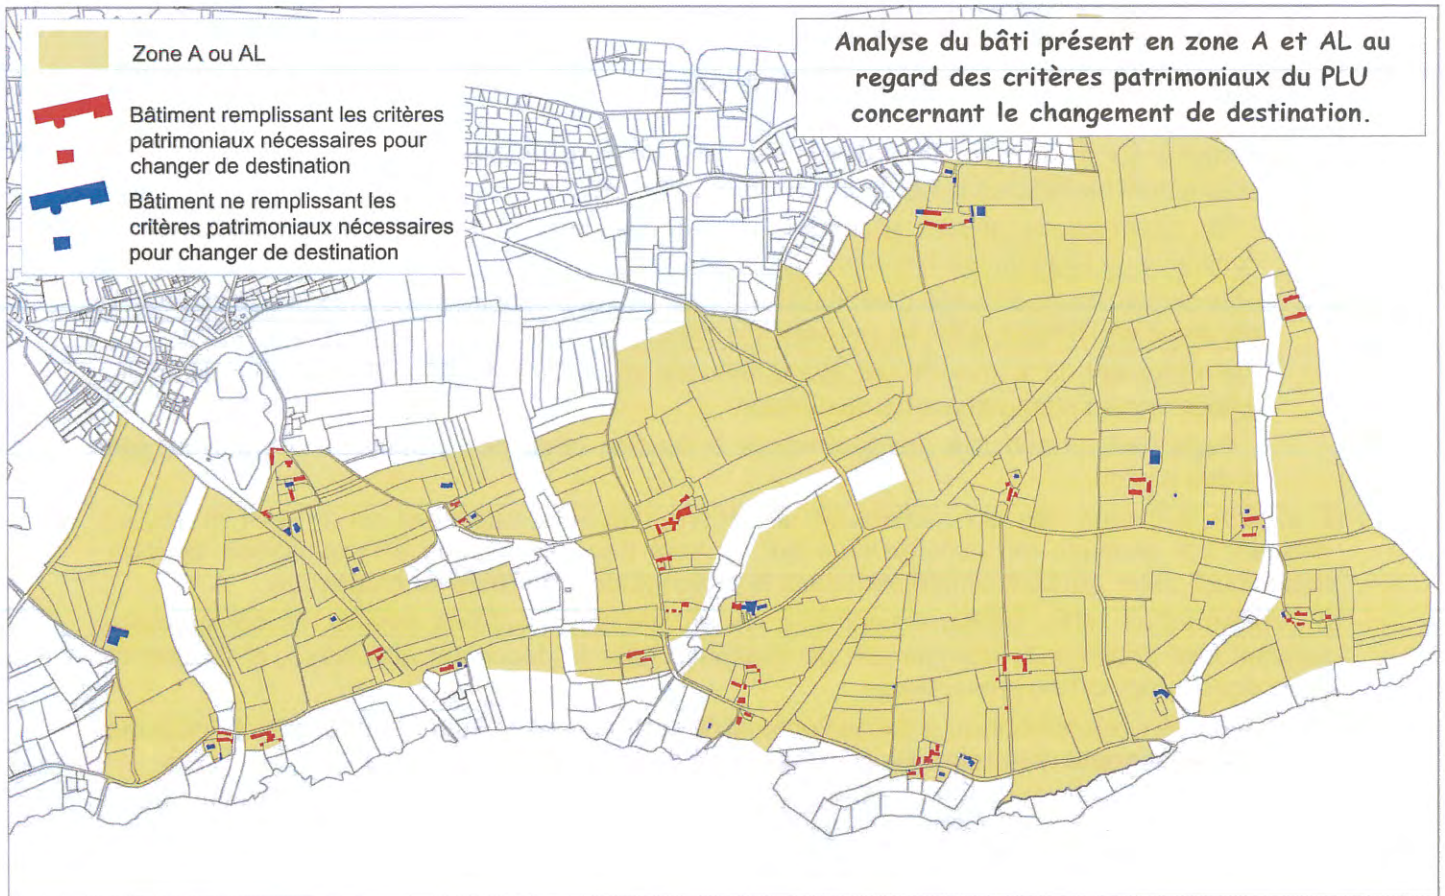 Zone A ou AL
Bâtiment remplissant les critères
patrimoniaux nécessaires pour
changer de destination
Bâtiment ne remplissant les
critères patrimoniaux nécessaires
pour changer de destination
Analyse du bâti présent en zone A et AL au
regard des critères patrimoniaux du PLU
concernant le changement de destination.